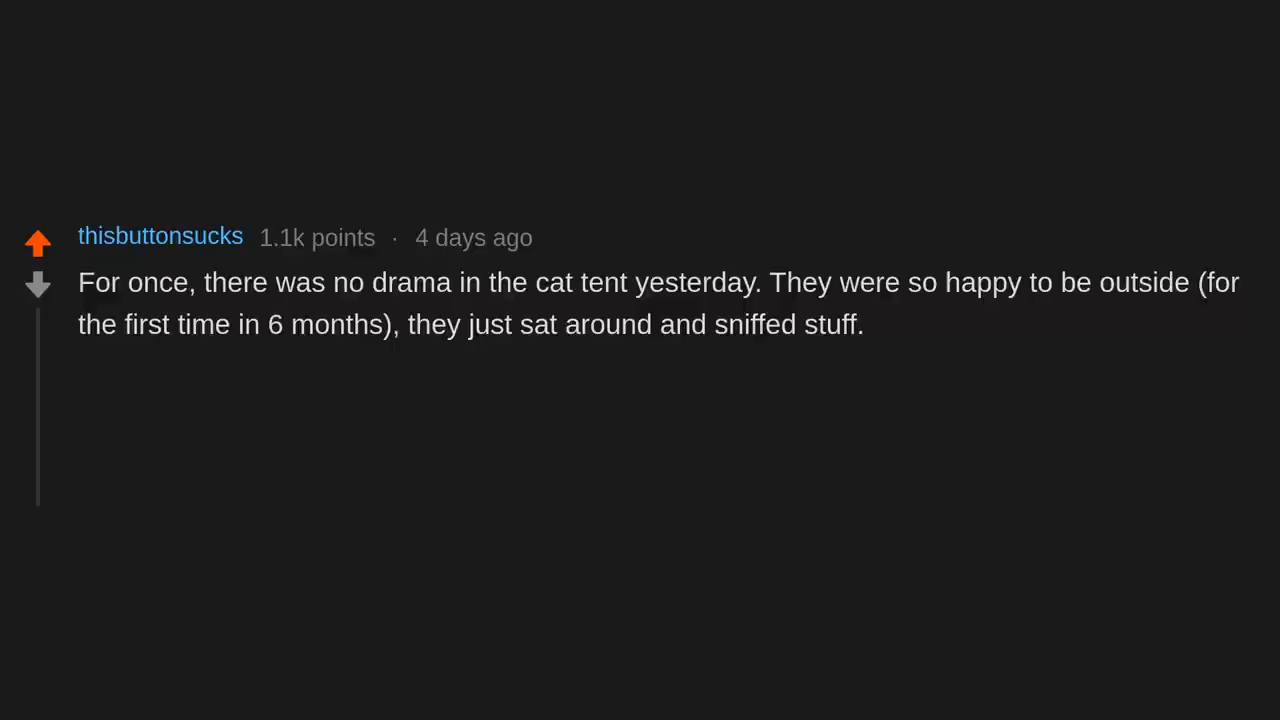 thisbuttonsucks 1.1k points · 4 days ago
For once, there was no drama in the cat tent yesterday. They were so happy to be outside (for
the first time in 6 months), they just sat around and sniffed stuff.